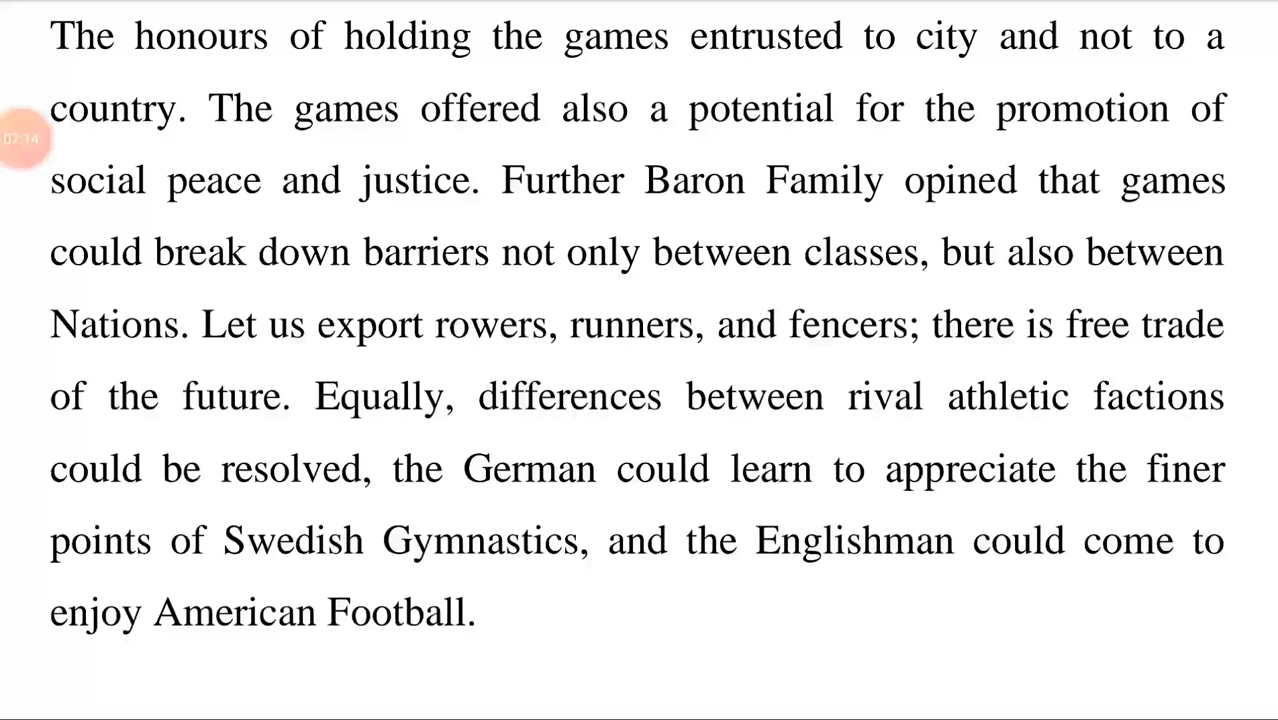 The honours of holding the games entrusted to city and not to a
country. The games offered also a potential for the promotion of
07:14
social peace and justice. Further Baron Family opined that games
could break down barriers not only between classes, but also between
Nations. Let us export rowers, runners, and fencers; there is free trade
of the future. Equally, differences between rival athletic factions
could be resolved, the German could learn to appreciate the finer
points of Swedish Gymnastics, and the Englishman could come to
enjoy American Football.